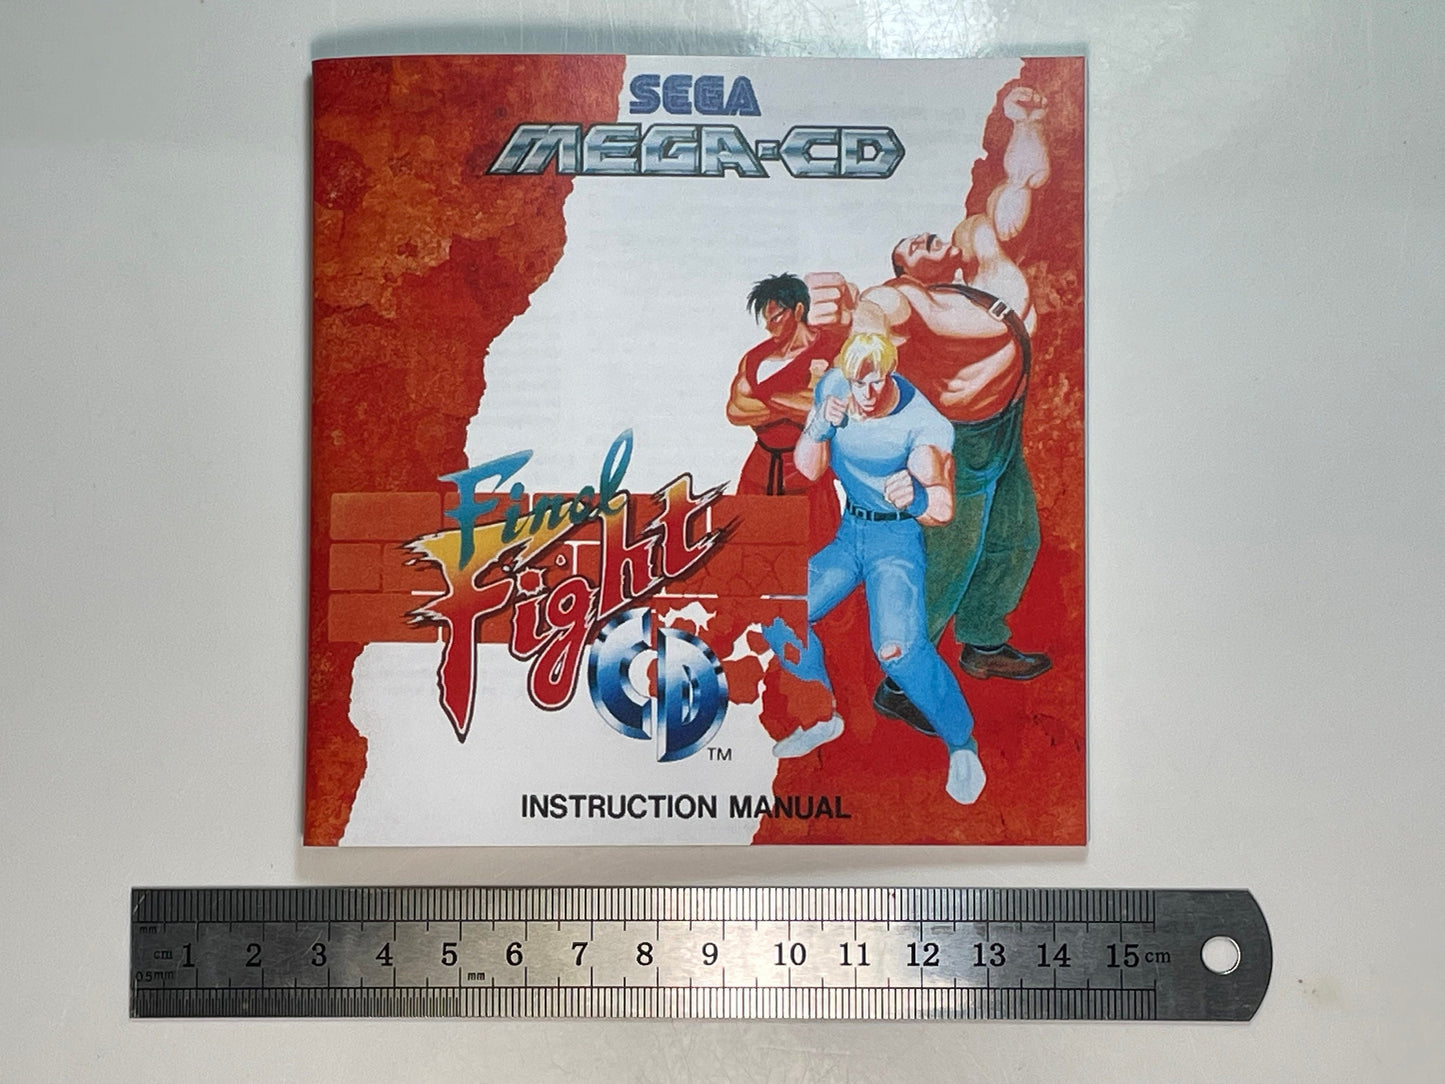 SEGA
MEGA-CD
Final
Fight
CD
TM
INSTRUCTION MANUAL
mm
cm 1 2 3 4 5 6 7 8 9 10 11 12 13 14 15 cm
0.5mm mm